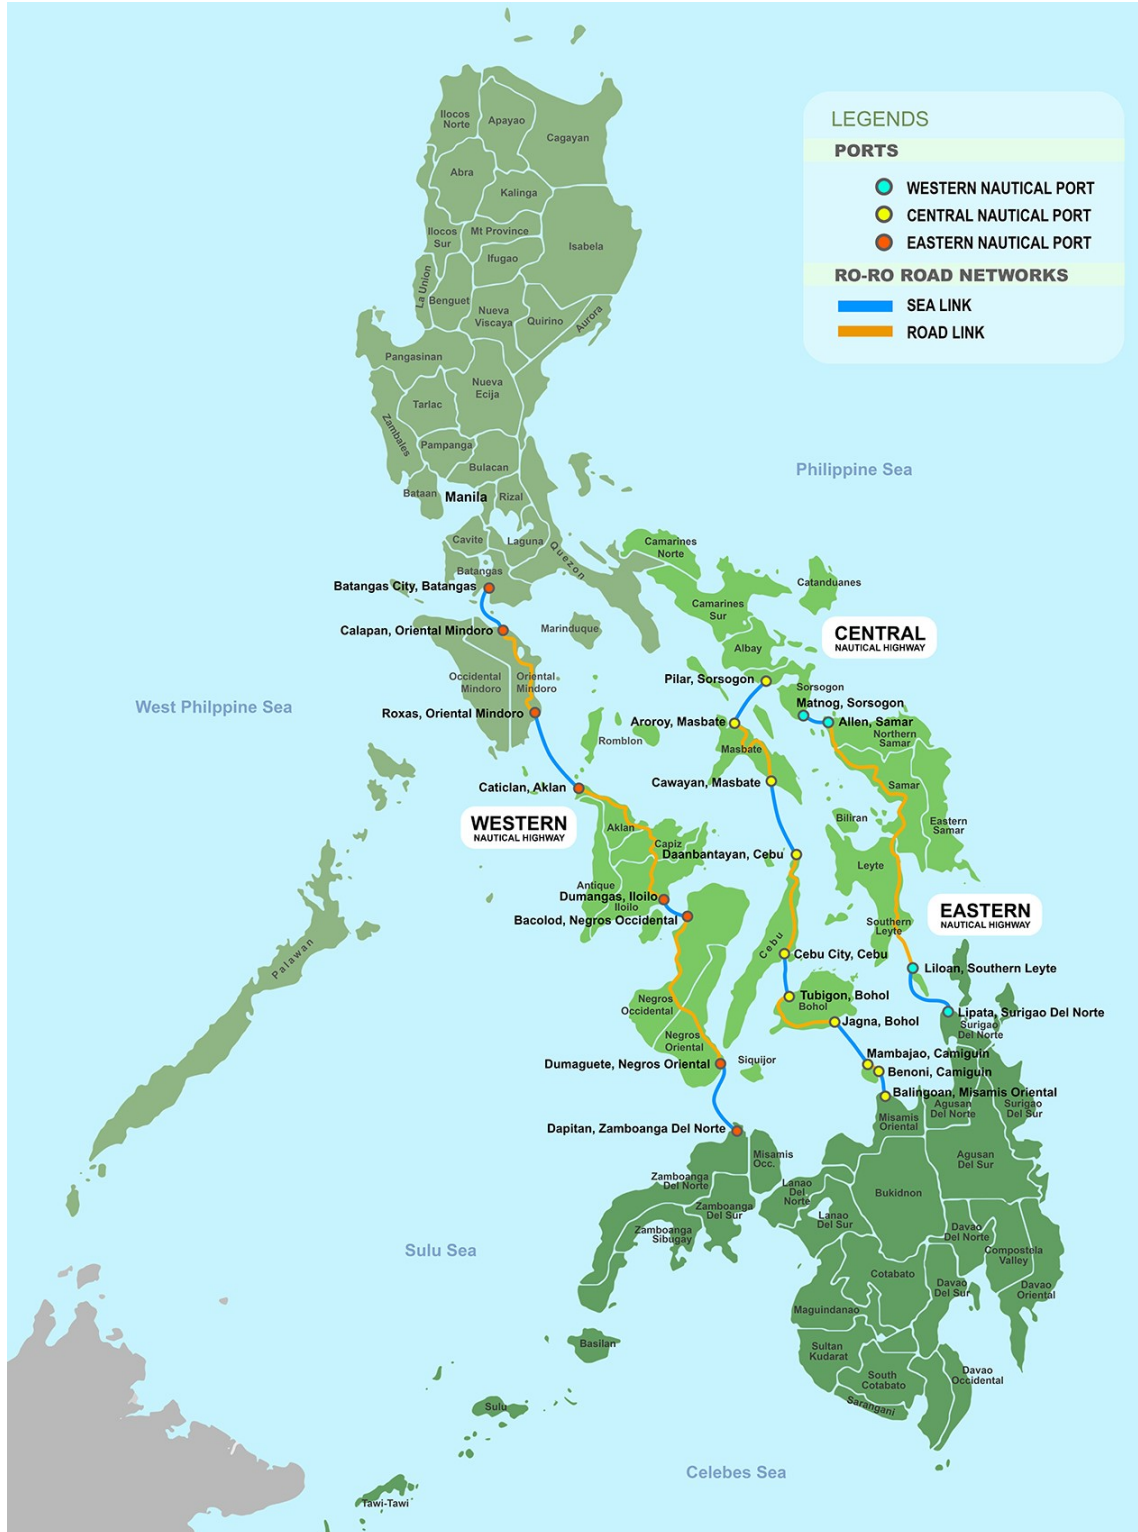 LEGENDS
PORTS
WESTERN NAUTICAL PORT
CENTRAL NAUTICAL PORT
EASTERN NAUTICAL PORT
RO-RO ROAD NETWORKS
SEA LINK
ROAD LINK
Ilocos
Norte
Apayao
Cagayan
Abra
Kalinga
Ilocos
Sur
Mt Province
Isabela
Ifugao
La Union
Benguet
Nueva
Viscaya
Quirino
Aurora
Pangasinan
Nueva
Ecija
Tarlac
Zambales
Pampanga
Bulacan
Bataan
Manila
Rizal
Philippine Sea
Cavite
Laguna
Quezon
Batangas
Batangas City, Batangas
Camarines
Norte
Catanduanes
Camarines
Sur
Calapan, Oriental Mindoro
Marinduque
Albay
CENTRAL
NAUTICAL HIGHWAY
Occidental
Mindoro
Oriental
Mindoro
Pilar, Sorsogon
Sorsogon
Matnog, Sorsogon
West Philppine Sea
Roxas, Oriental Mindoro
Aroroy, Masbate
Allen, Samar
Northern
Samar
Romblon
Masbate
Caticlan, Aklan
Cawayan, Masbate
Samar
Eastern
Samar
Biliran
WESTERN
NAUTICAL HIGHWAY
Aklan
Capiz
Daanbantayan, Cebu
Leyte
Antique
Dumangas, Iloilo
Iloilo
Bacolod, Negros Occidental
EASTERN
NAUTICAL HIGHWAY
Southern
Leyte
Palawan
Cebu
Cebu City, Cebu
Liloan, Southern Leyte
Negros
Occidental
Tubigon, Bohol
Bohol
Jagna, Bohol
Lipata, Surigao Del Norte
Surigao
Del Norte
Negros
Oriental
Dumaguete, Negros Oriental
Siquijor
Mambajao, Camiguin
Benoni, Camiguin
Balingoan, Misamis Oriental
Misamis
Oriental
Agusan
Del Norte
Surigao
Del Sur
Dapitan, Zamboanga Del Norte
Misamis
Occ.
Agusan
Del Sur
Zamboanga
Del Norte
Lanao
Del
Norte
Bukidnon
Zamboanga
Del Sur
Lanao
Del Sur
Zamboanga
Sibugay
Davao
Del Norte
Compostela
Valley
Sulu Sea
Cotabato
Davao
Del Sur
Davao
Oriental
Maguindanao
Basilan
Sultan
Kudarat
South
Cotabato
Davao
Occidental
Sarangani
Sulu
Celebes Sea
Tawi-Tawi